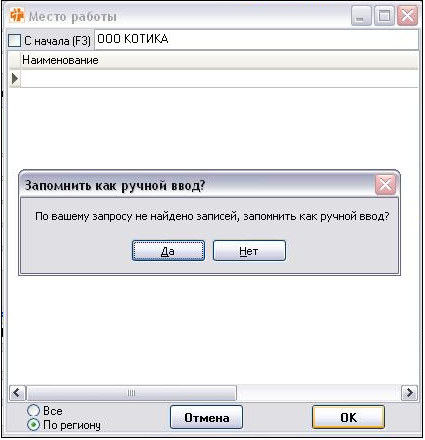 Место работы
С начала (F3) ООО КОТИКА
Наименование
Запомнить как ручной ввод?
По вашему запросу не найдено записей, запомнить как ручной ввод?
Да Нет
Все
По региону
Отмена OK